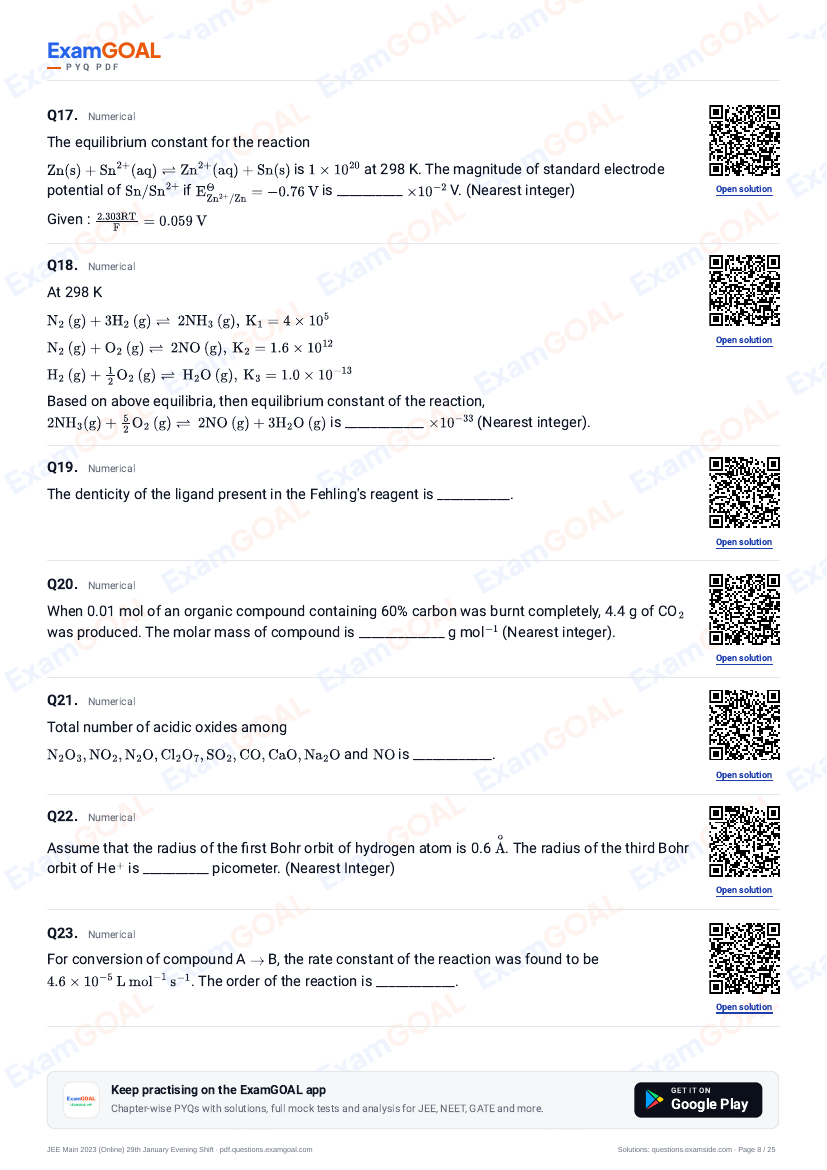 ExamGOAL
PYQ PDF
Q17. Numerical
The equilibrium constant for the reaction
Zn(s) + Sn²⁺(aq) ⇌ Zn²⁺(aq) + Sn(s) is 1 × 10²⁰ at 298 K. The magnitude of standard electrode
potential of Sn/Sn²⁺ if E^Θ_{Zn²⁺/Zn} = −0.76 V is __________ ×10⁻² V. (Nearest integer)
Given : 2.303RT/F = 0.059 V
Open solution
Q18. Numerical
At 298 K
N₂ (g) + 3H₂ (g) ⇌ 2NH₃ (g), K₁ = 4 × 10⁵
N₂ (g) + O₂ (g) ⇌ 2NO (g), K₂ = 1.6 × 10¹²
H₂ (g) + ½O₂ (g) ⇌ H₂O (g), K₃ = 1.0 × 10⁻¹³
Based on above equilibria, then equilibrium constant of the reaction,
2NH₃(g) + 5/2O₂ (g) ⇌ 2NO (g) + 3H₂O (g) is ____________ ×10⁻³³ (Nearest integer).
Open solution
Q19. Numerical
The denticity of the ligand present in the Fehling's reagent is ___________.
Open solution
Q20. Numerical
When 0.01 mol of an organic compound containing 60% carbon was burnt completely, 4.4 g of CO₂
was produced. The molar mass of compound is _____________ g mol⁻¹ (Nearest integer).
Open solution
Q21. Numerical
Total number of acidic oxides among
N₂O₃, NO₂, N₂O, Cl₂O₇, SO₂, CO, CaO, Na₂O and NO is ____________.
Open solution
Q22. Numerical
Assume that the radius of the first Bohr orbit of hydrogen atom is 0.6 Å. The radius of the third Bohr
orbit of He⁺ is __________ picometer. (Nearest Integer)
Open solution
Q23. Numerical
For conversion of compound A → B, the rate constant of the reaction was found to be
4.6 × 10⁻⁵ L mol⁻¹ s⁻¹. The order of the reaction is ____________.
Open solution
Keep practising on the ExamGOAL app
Chapter-wise PYQs with solutions, full mock tests and analysis for JEE, NEET, GATE and more.
GET IT ON
Google Play
JEE Main 2023 (Online) 29th January Evening Shift · pdf.questions.examgoal.com
Solutions: questions.examside.com · Page 8 / 25